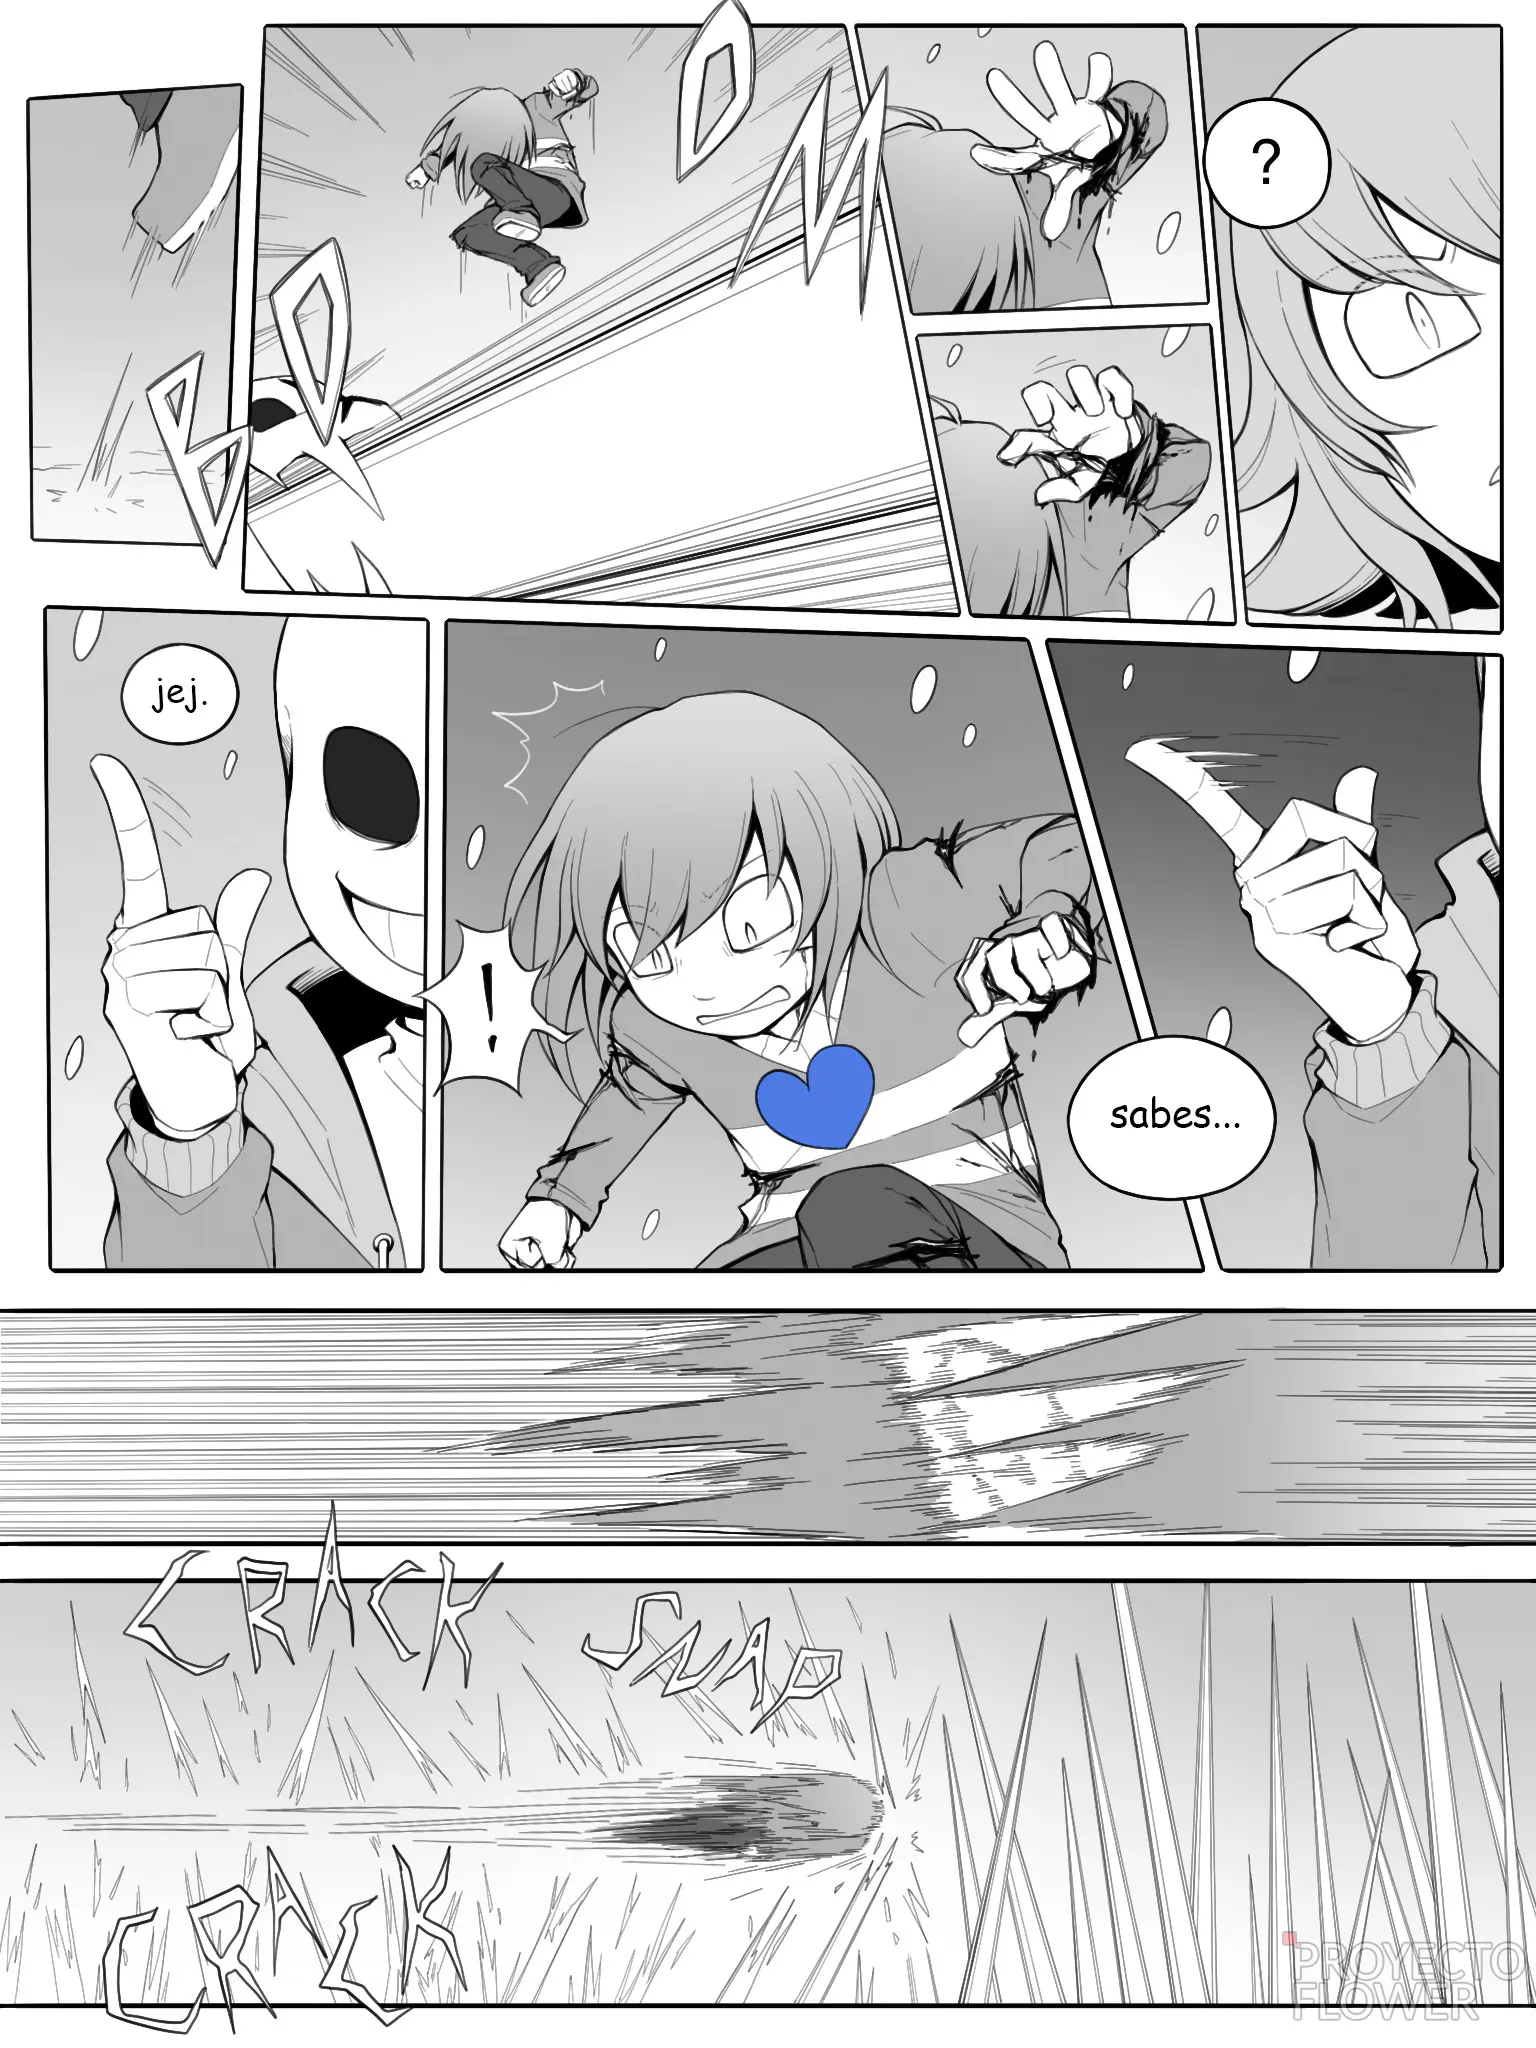 BOOM
?
jej.
!
sabes...
CRACK
SNAP
CRACK
PROYECTO
FLOWER